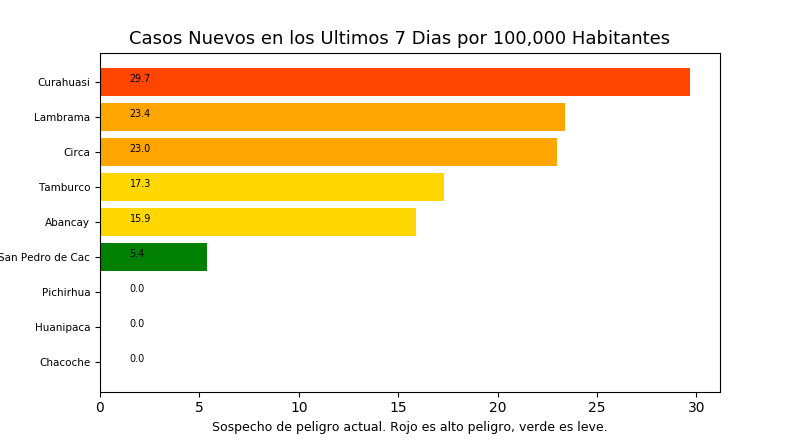 Casos Nuevos en los Ultimos 7 Dias por 100,000 Habitantes
Curahuasi 29.7
Lambrama 23.4
Circa 23.0
Tamburco 17.3
Abancay 15.9
San Pedro de Cac 5.4
Pichirhua 0.0
Huanipaca 0.0
Chacoche 0.0
0 5 10 15 20 25 30
Sospecho de peligro actual. Rojo es alto peligro, verde es leve.